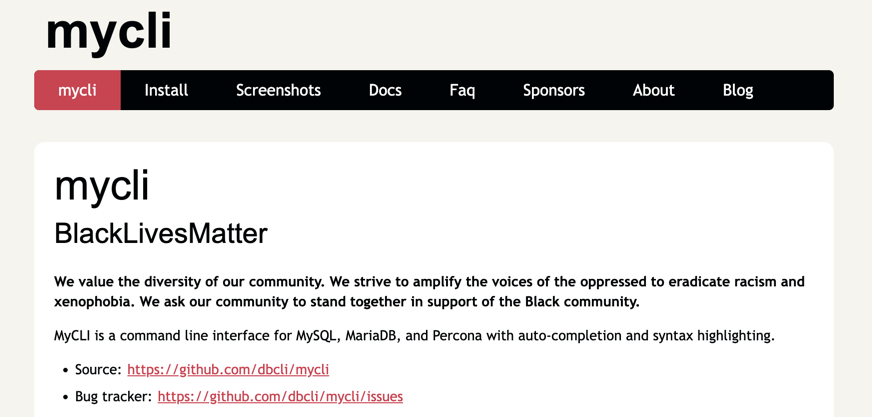 mycli
mycli Install Screenshots Docs Faq Sponsors About Blog
mycli
BlackLivesMatter
We value the diversity of our community. We strive to amplify the voices of the oppressed to eradicate racism and
xenophobia. We ask our community to stand together in support of the Black community.
MyCLI is a command line interface for MySQL, MariaDB, and Percona with auto-completion and syntax highlighting.
• Source: https://github.com/dbcli/mycli
• Bug tracker: https://github.com/dbcli/mycli/issues